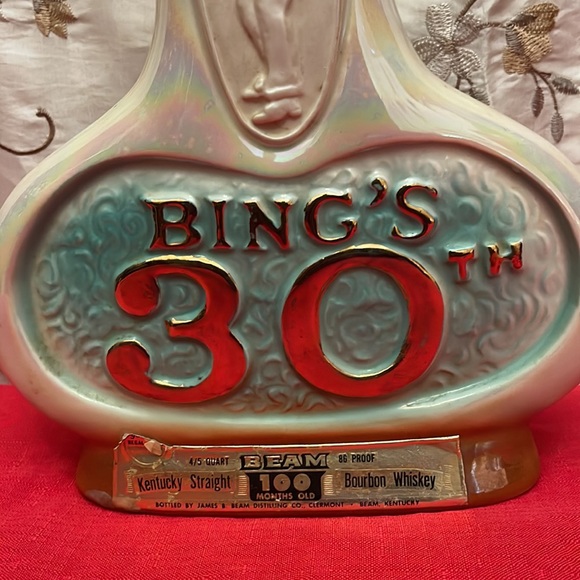 BING'S
30TH
BEAM
4/5 QUART BEAM 86 PROOF
Kentucky Straight 100 Bourbon Whiskey
MONTHS OLD
BOTTLED BY JAMES B. BEAM DISTILLING CO., CLERMONT - BEAM, KENTUCKY